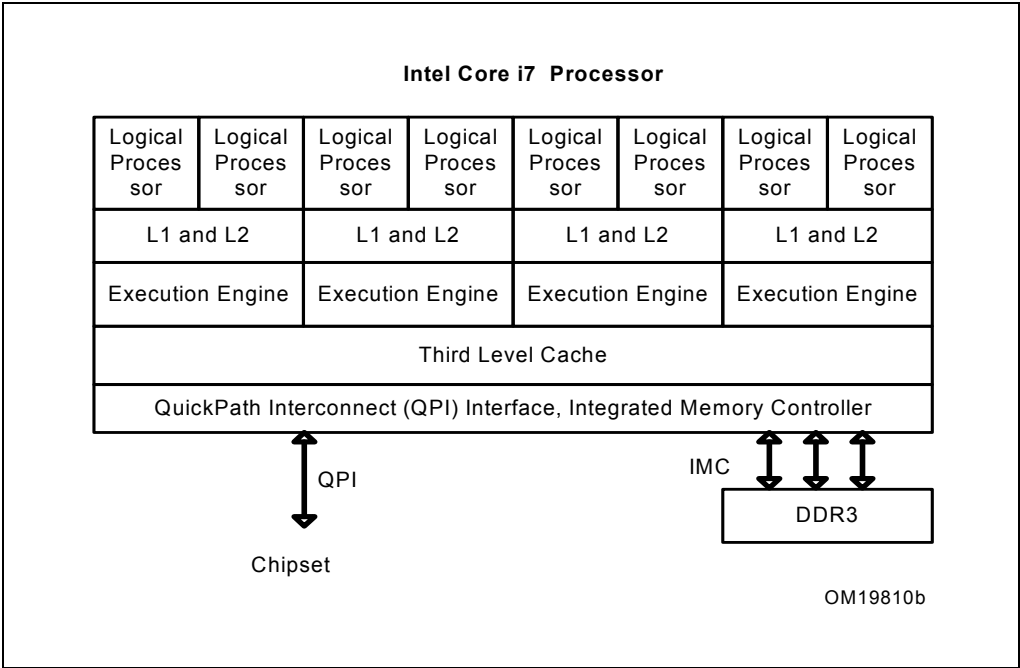 Intel Core i7 Processor
Logical Logical Logical Logical Logical Logical Logical Logical
Proces Proces Proces Proces Proces Proces Proces Proces
sor sor sor sor sor sor sor sor
L1 and L2 L1 and L2 L1 and L2 L1 and L2
Execution Engine Execution Engine Execution Engine Execution Engine
Third Level Cache
QuickPath Interconnect (QPI) Interface, Integrated Memory Controller
QPI
IMC
DDR3
Chipset
OM19810b